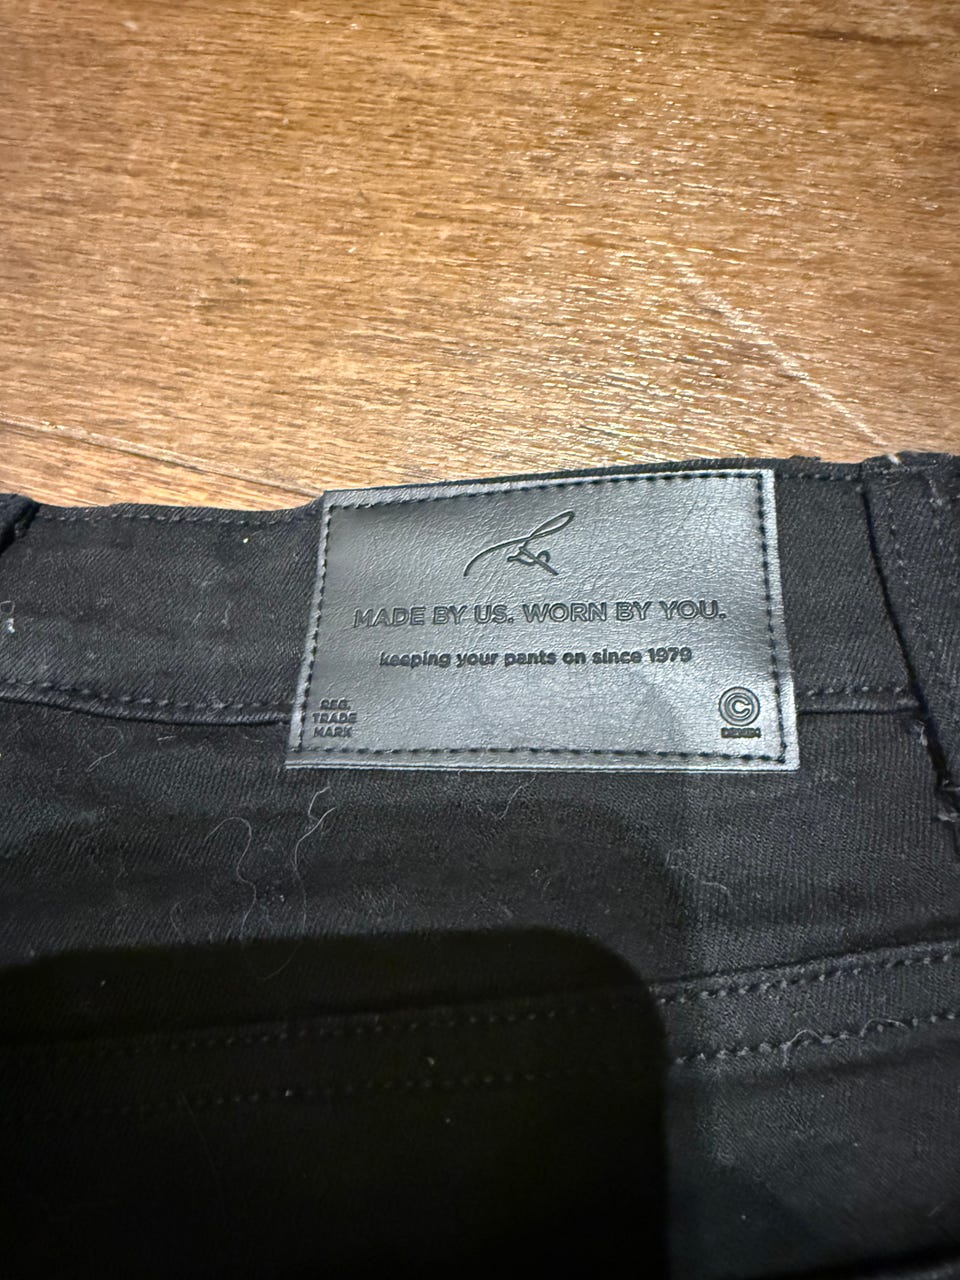 MADE BY US. WORN BY YOU.
keeping your pants on since 1979
REG.
TRADE
MARK
©
DENIM